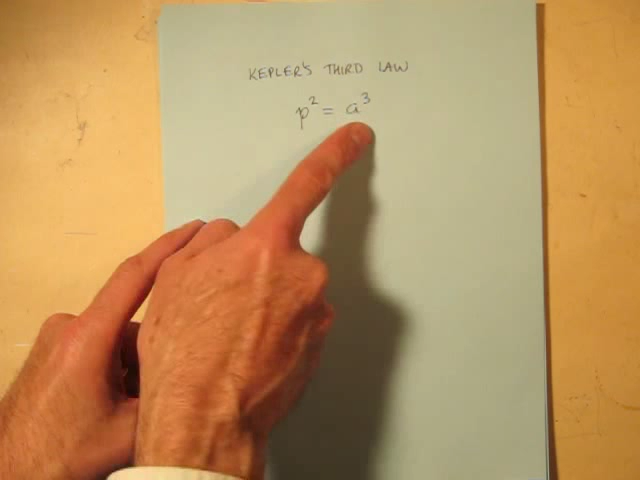 KEPLER'S THIRD LAW
p² = a³